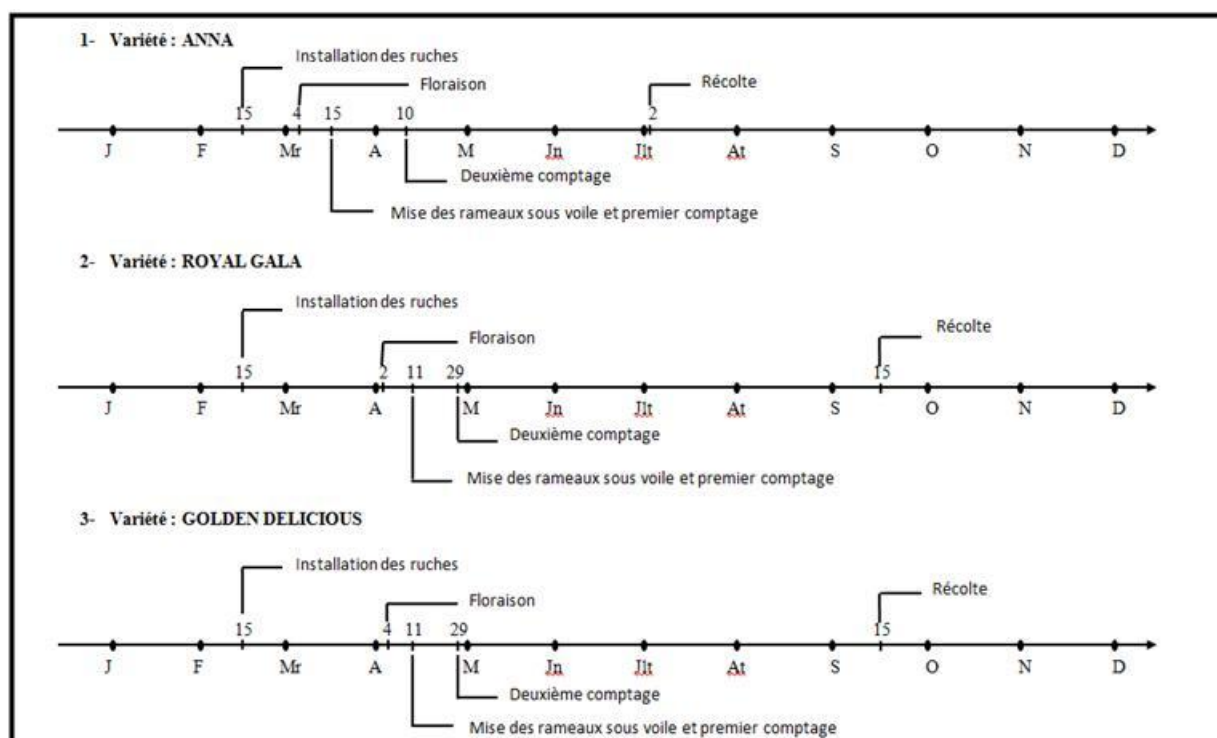 1- Variété : ANNA
Installation des ruches
Floraison
Récolte
15 4 15 10 2
J F Mr A M Jn Jlt At S O N D
Deuxième comptage
Mise des rameaux sous voile et premier comptage
2- Variété : ROYAL GALA
Installation des ruches
Récolte
Floraison
15 2 11 29 15
J F Mr A M Jn Jlt At S O N D
Deuxième comptage
Mise des rameaux sous voile et premier comptage
3- Variété : GOLDEN DELICIOUS
Installation des ruches
Récolte
Floraison
15 4 11 29 15
J F Mr A M Jn Jlt At S O N D
Deuxième comptage
Mise des rameaux sous voile et premier comptage